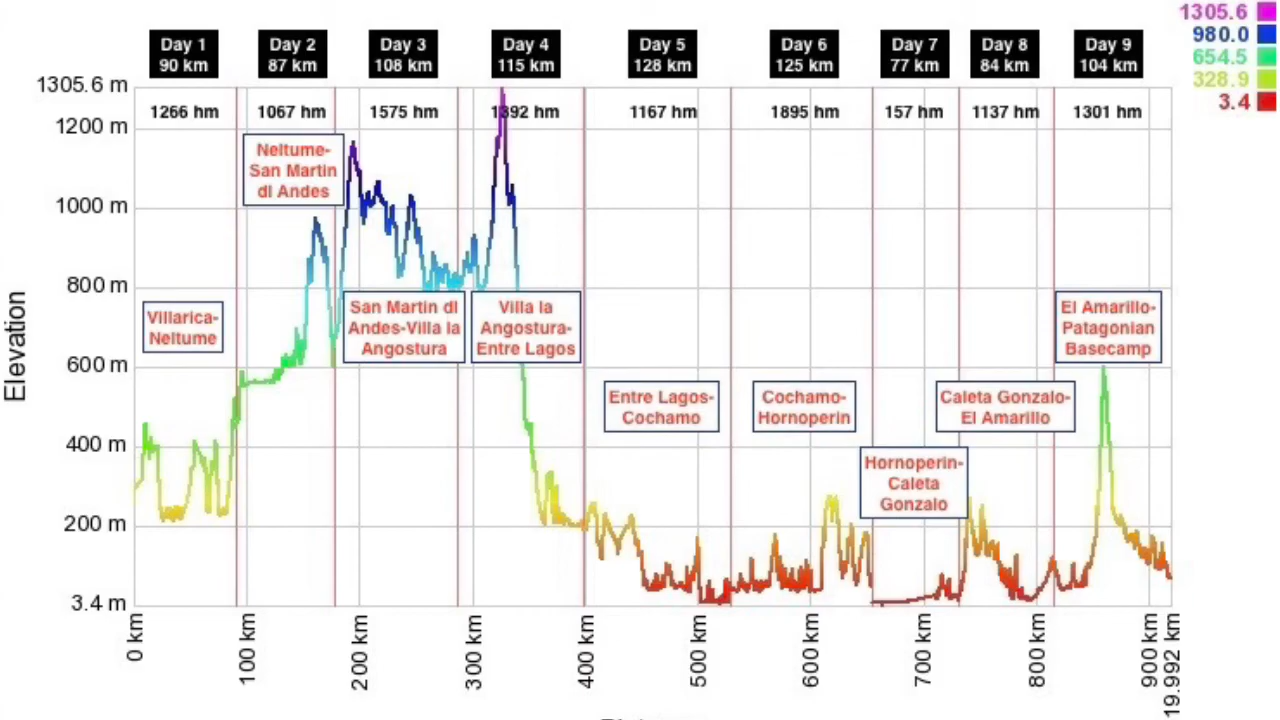 1305.6
980.0
654.5
328.9
3.4
Day 1
90 km
Day 2
87 km
Day 3
108 km
Day 4
115 km
Day 5
128 km
Day 6
125 km
Day 7
77 km
Day 8
84 km
Day 9
104 km
1266 hm
1067 hm
1575 hm
1392 hm
1167 hm
1895 hm
157 hm
1137 hm
1301 hm
Elevation
1305.6 m
1200 m
1000 m
800 m
600 m
400 m
200 m
3.4 m
Villarica-
Neltume
Neltume-
San Martin
dl Andes
San Martin dl
Andes-Villa la
Angostura
Villa la
Angostura-
Entre Lagos
Entre Lagos-
Cochamo
Cochamo-
Hornoperin
Hornoperin-
Caleta
Gonzalo
Caleta Gonzalo-
El Amarillo
El Amarillo-
Patagonian
Basecamp
0 km
100 km
200 km
300 km
400 km
500 km
600 km
700 km
800 km
900 km
19.992 km